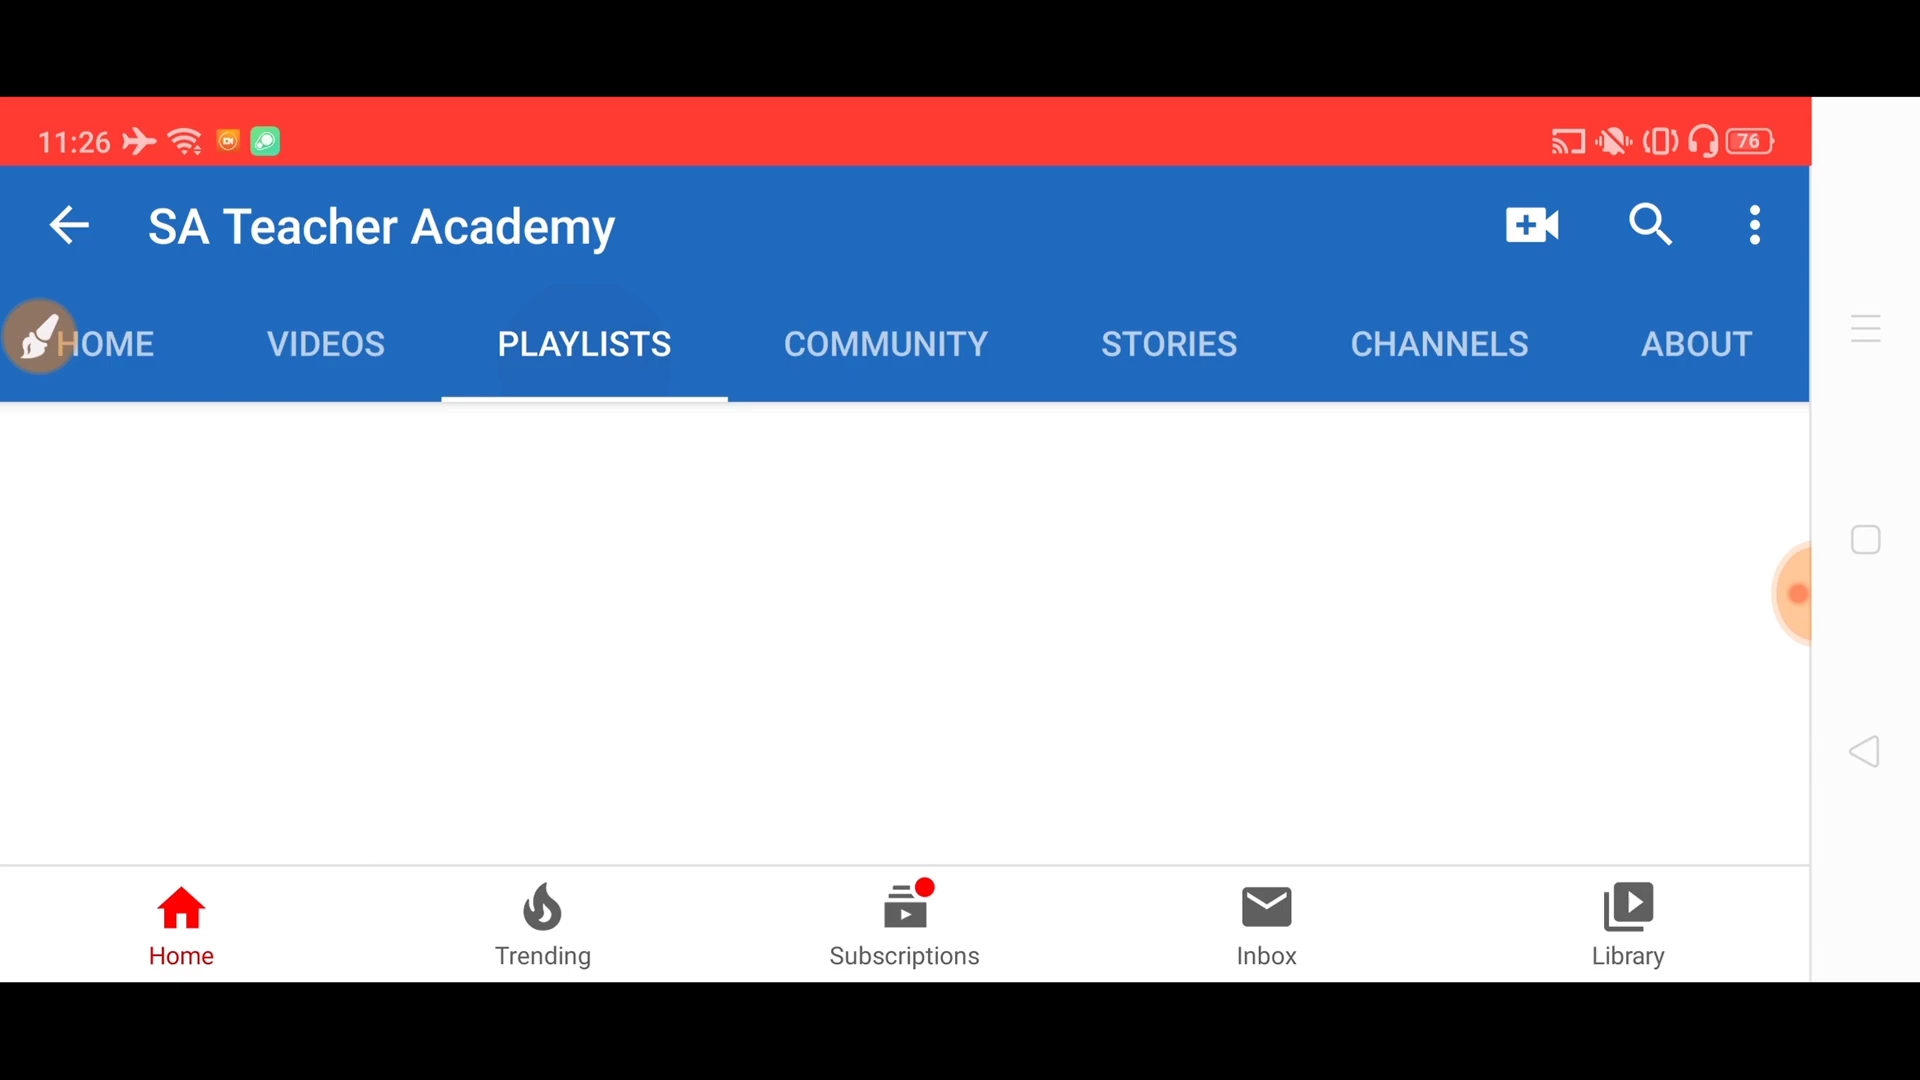 11:26
76
SA Teacher Academy
HOME VIDEOS PLAYLISTS COMMUNITY STORIES CHANNELS ABOUT
Home Trending Subscriptions Inbox Library